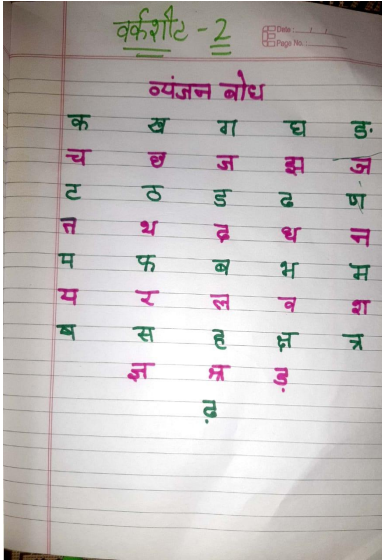 वर्कशीट - 2
Date :
Page No. :
व्यंजन बोध
क ख ग घ ङ
च छ ज झ ञ
ट ठ ड ढ ण
त थ द ध न
प फ ब भ म
य र ल व श
ष स ह क्ष त्र
ज्ञ श्र ड़
ढ़